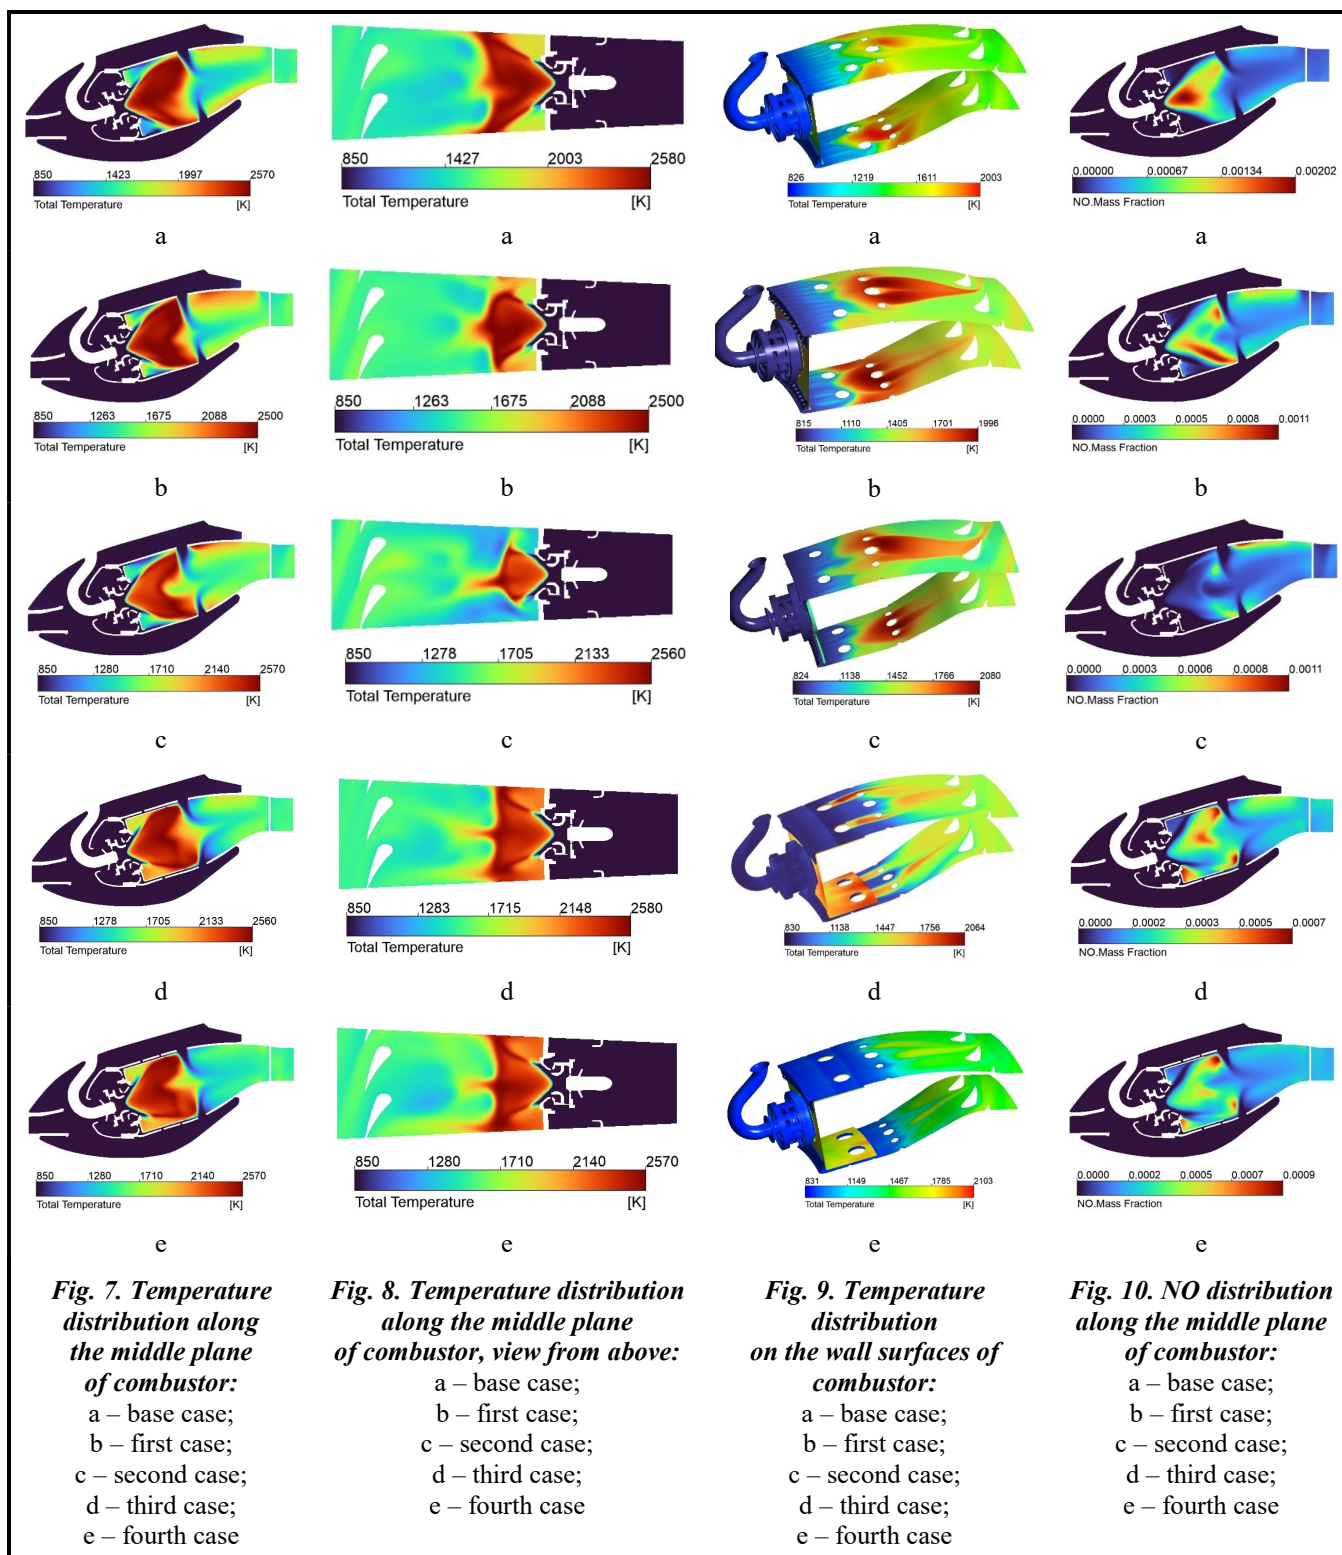 850 1423 1997 2570
Total Temperature [K]
a
850 1427 2003 2580
Total Temperature [K]
a
826 1219 1611 2003
Total Temperature [K]
a
0.00000 0.00067 0.00134 0.00202
NO.Mass Fraction
a
850 1263 1675 2088 2500
Total Temperature [K]
b
850 1263 1675 2088 2500
Total Temperature [K]
b
815 1110 1405 1701 1996
Total Temperature [K]
b
0.0000 0.0003 0.0005 0.0008 0.0011
NO.Mass Fraction
b
850 1280 1710 2140 2570
Total Temperature [K]
c
850 1278 1705 2133 2560
Total Temperature [K]
c
824 1138 1452 1766 2080
Total Temperature [K]
c
0.0000 0.0003 0.0006 0.0008 0.0011
NO.Mass Fraction
c
850 1278 1705 2133 2560
Total Temperature [K]
d
850 1283 1715 2148 2580
Total Temperature [K]
d
830 1138 1447 1756 2064
Total Temperature [K]
d
0.0000 0.0002 0.0003 0.0005 0.0007
NO.Mass Fraction
d
850 1280 1710 2140 2570
Total Temperature [K]
e
850 1280 1710 2140 2570
Total Temperature [K]
e
831 1149 1467 1785 2103
Total Temperature [K]
e
0.0000 0.0002 0.0005 0.0007 0.0009
NO.Mass Fraction
e
Fig. 7. Temperature
distribution along
the middle plane
of combustor:
a – base case;
b – first case;
c – second case;
d – third case;
e – fourth case
Fig. 8. Temperature distribution
along the middle plane
of combustor, view from above:
a – base case;
b – first case;
c – second case;
d – third case;
e – fourth case
Fig. 9. Temperature
distribution
on the wall surfaces of
combustor:
a – base case;
b – first case;
c – second case;
d – third case;
e – fourth case
Fig. 10. NO distribution
along the middle plane
of combustor:
a – base case;
b – first case;
c – second case;
d – third case;
e – fourth case